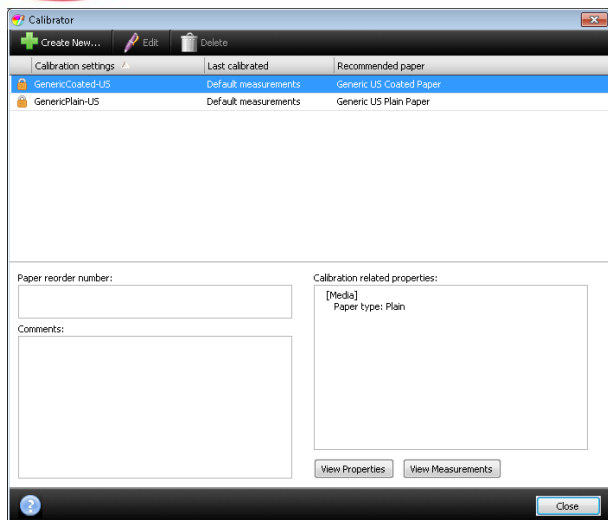 Calibrator
Create New... Edit Delete
Calibration settings Last calibrated Recommended paper
GenericCoated-US Default measurements Generic US Coated Paper
GenericPlain-US Default measurements Generic US Plain Paper
Paper reorder number: Calibration related properties:
[Media]
Paper type: Plain
Comments:
View Properties View Measurements
? Close